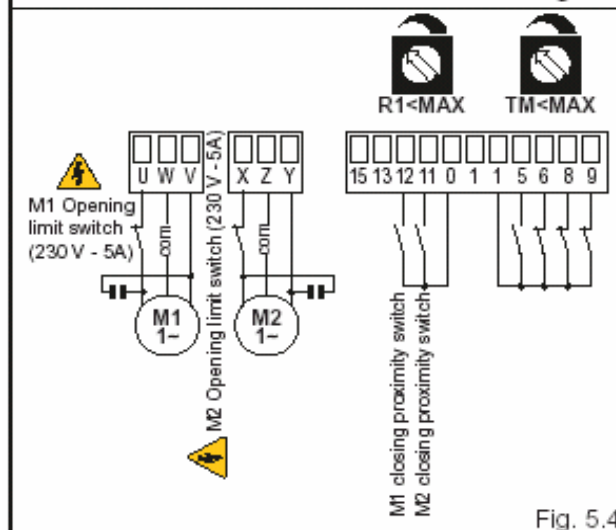 R1<MAX
TM<MAX
U W V
X Z Y
15 13 12 11 0 1 1 5 6 8 9
M1 Opening
limit switch
(230 V - 5A)
com
M2 Opening limit switch (230 V - 5A)
com
M1
1~
M2
1~
M1 closing proximity switch
M2 closing proximity switch
Fig. 5.4